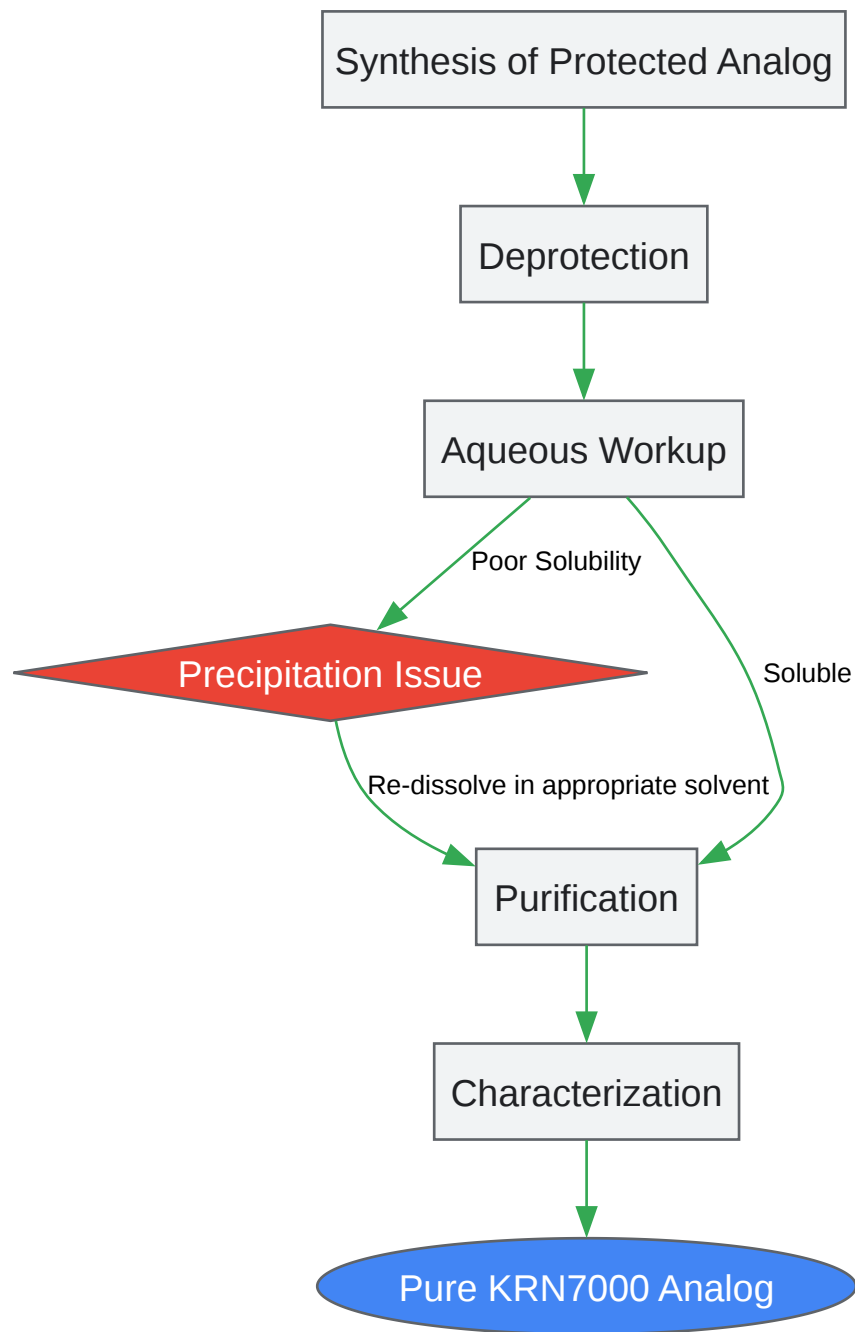 Synthesis of Protected Analog
Deprotection
Aqueous Workup
Poor Solubility
Precipitation Issue
Soluble
Re-dissolve in appropriate solvent
Purification
Characterization
Pure KRN7000 Analog